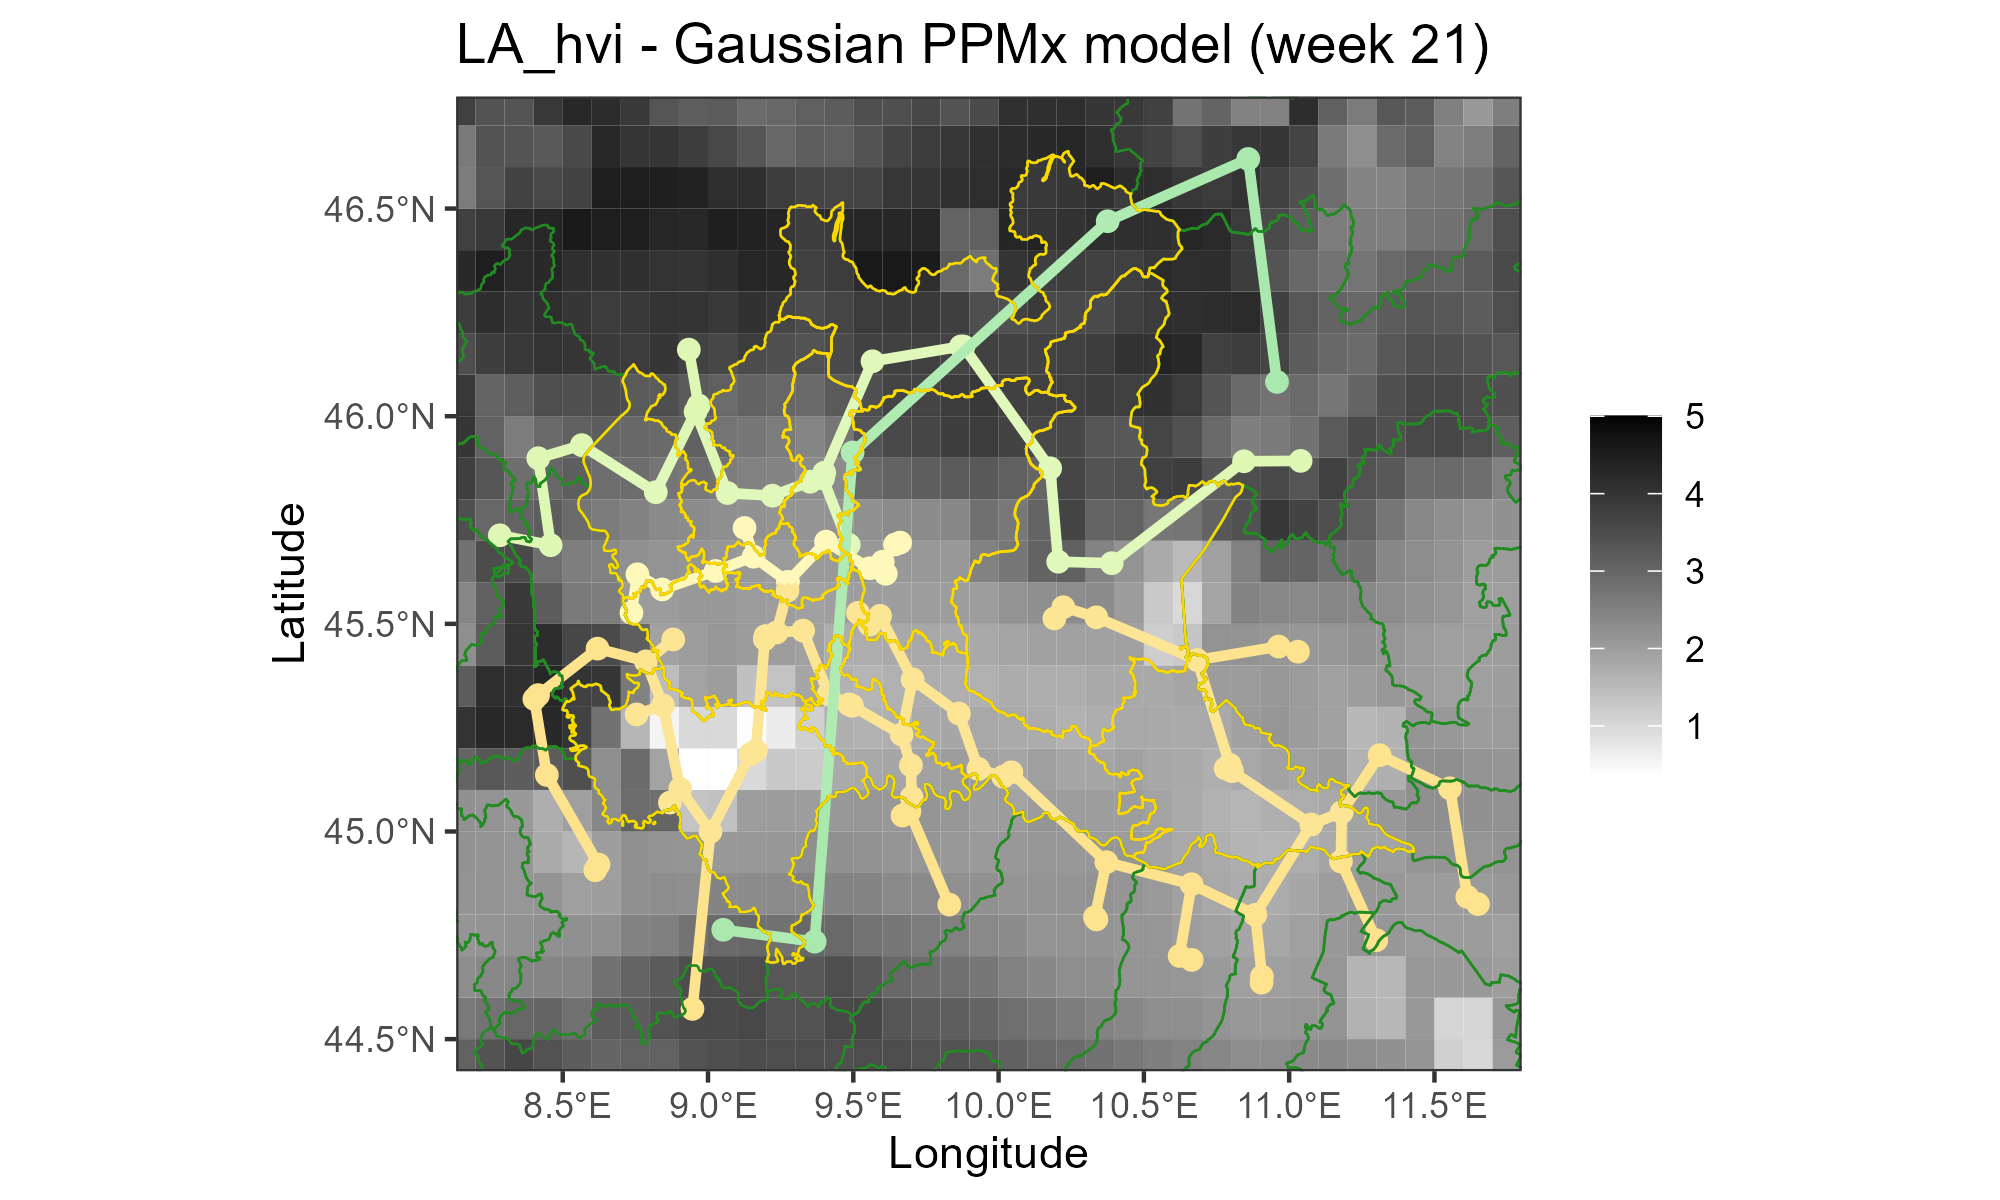 LA_hvi - Gaussian PPMx model (week 21)
Latitude
46.5°N
46.0°N
45.5°N
45.0°N
44.5°N
8.5°E
9.0°E
9.5°E
10.0°E
10.5°E
11.0°E
11.5°E
Longitude
5
4
3
2
1